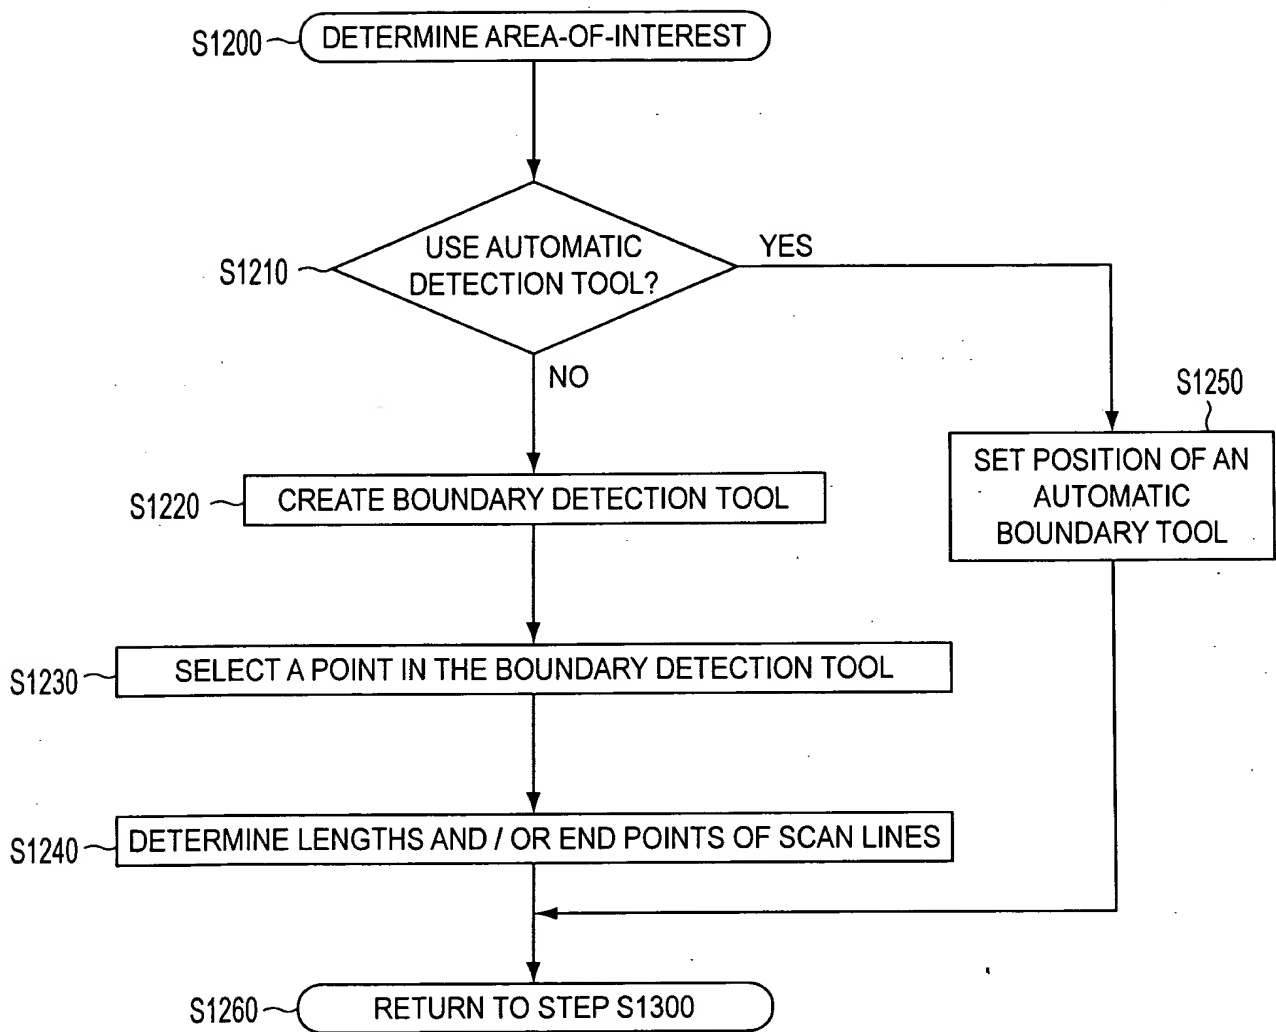 S1200
DETERMINE AREA-OF-INTEREST
S1210
USE AUTOMATIC
DETECTION TOOL?
YES
NO
S1250
SET POSITION OF AN
AUTOMATIC
BOUNDARY TOOL
S1220
CREATE BOUNDARY DETECTION TOOL
S1230
SELECT A POINT IN THE BOUNDARY DETECTION TOOL
S1240
DETERMINE LENGTHS AND / OR END POINTS OF SCAN LINES
S1260
RETURN TO STEP S1300